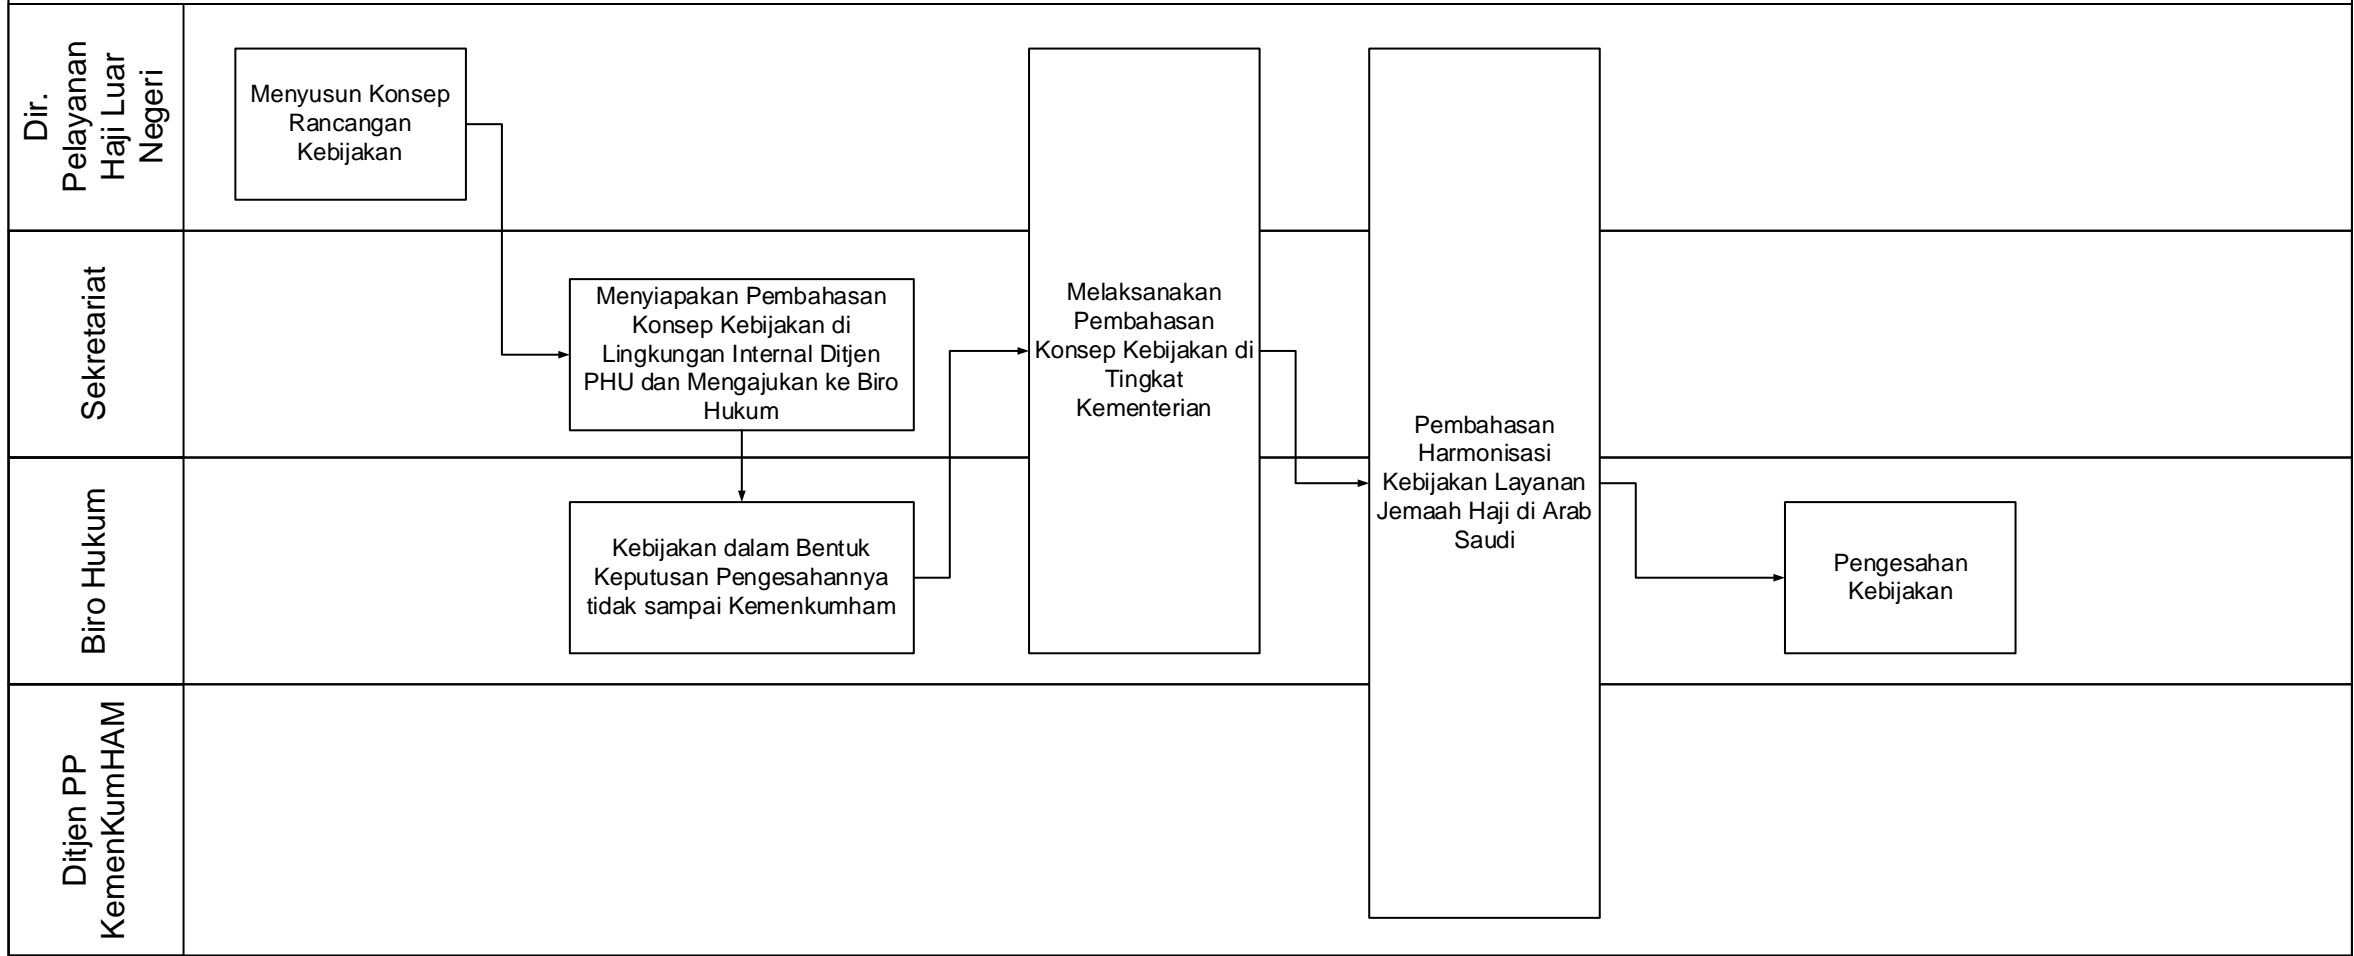 Dir.
Pelayanan
Haji Luar
Negeri
Menyusun Konsep
Rancangan
Kebijakan
Sekretariat
Menyiapakan Pembahasan
Konsep Kebijakan di
Lingkungan Internal Ditjen
PHU dan Mengajukan ke Biro
Hukum
Melaksanakan
Pembahasan
Konsep Kebijakan di
Tingkat
Kementerian
Pembahasan
Harmonisasi
Kebijakan Layanan
Jemaah Haji di Arab
Saudi
Biro Hukum
Kebijakan dalam Bentuk
Keputusan Pengesahannya
tidak sampai Kemenkumham
Pengesahan
Kebijakan
Ditjen PP
KemenKumHAM